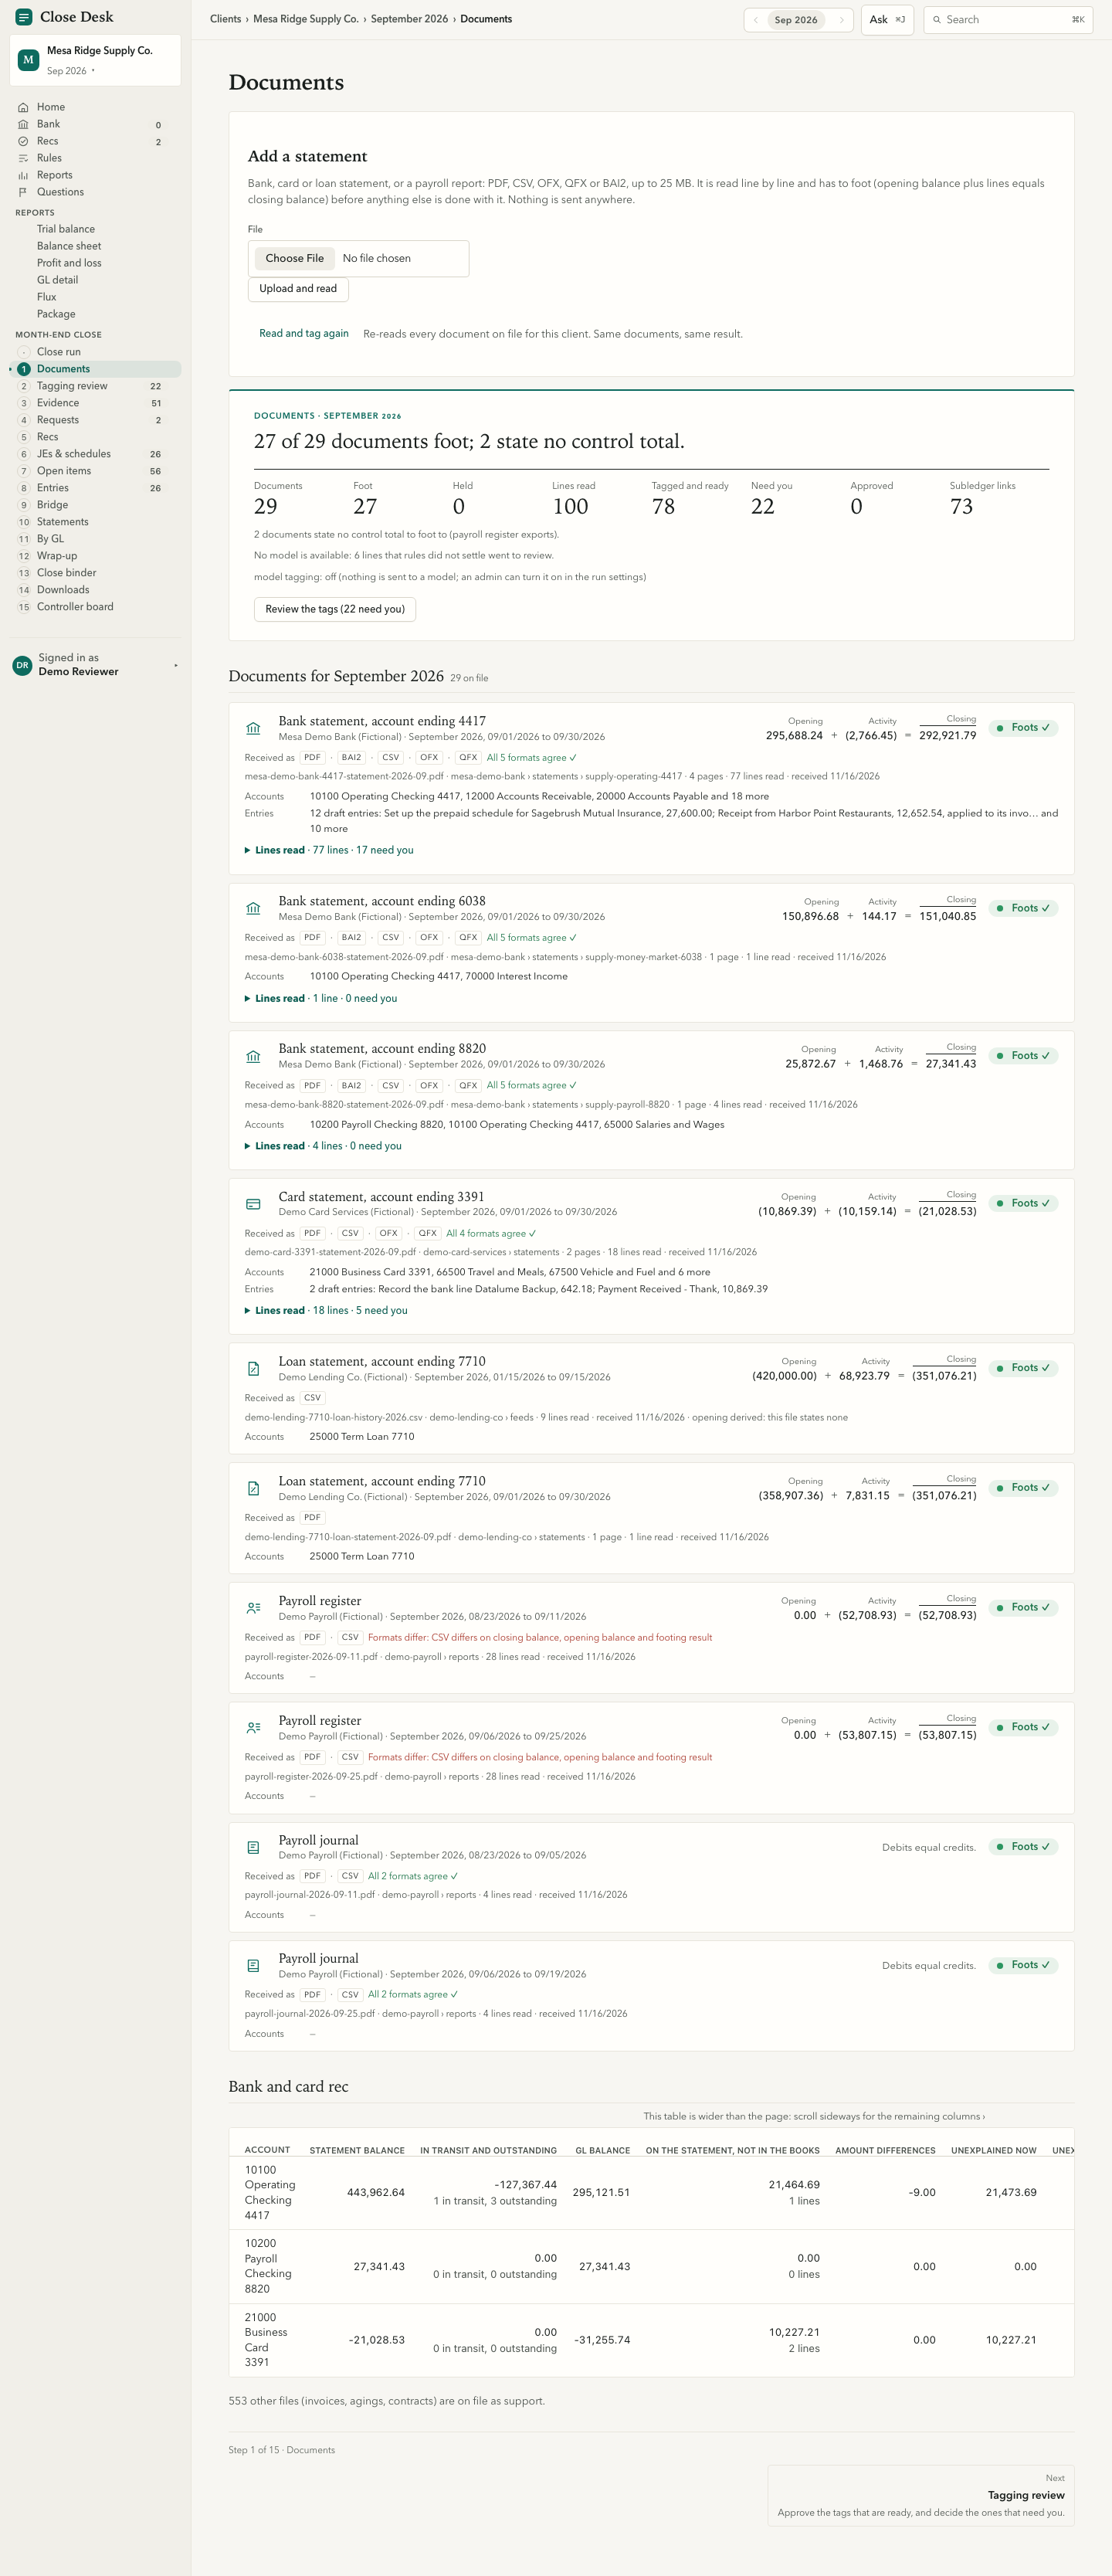 Close Desk
M
Mesa Ridge Supply Co.
Sep 2026
Home
Bank 0
Recs 2
Rules
Reports
Questions
REPORTS
Trial balance
Balance sheet
Profit and loss
GL detail
Flux
Package
MONTH-END CLOSE
· Close run
1 Documents
2 Tagging review 22
3 Evidence 51
4 Requests 2
5 Recs
6 JEs & schedules 26
7 Open items 56
8 Entries 26
9 Bridge
10 Statements
11 By GL
12 Wrap-up
13 Close binder
14 Downloads
15 Controller board
DR
Signed in as
Demo Reviewer
Clients › Mesa Ridge Supply Co. › September 2026 › Documents
‹ Sep 2026 ›
Ask ⌘J
Search ⌘K
Documents
Add a statement
Bank, card or loan statement, or a payroll report: PDF, CSV, OFX, QFX or BAI2, up to 25 MB. It is read line by line and has to foot (opening balance plus lines equals
closing balance) before anything else is done with it. Nothing is sent anywhere.
File
Choose File No file chosen
Upload and read
Read and tag again Re-reads every document on file for this client. Same documents, same result.
DOCUMENTS · SEPTEMBER 2026
27 of 29 documents foot; 2 state no control total.
Documents Foot Held Lines read Tagged and ready Need you Approved Subledger links
29 27 0 100 78 22 0 73
2 documents state no control total to foot to (payroll register exports).
No model is available: 6 lines that rules did not settle went to review.
model tagging: off (nothing is sent to a model; an admin can turn it on in the run settings)
Review the tags (22 need you)
Documents for September 2026 29 on file
Bank statement, account ending 4417
Mesa Demo Bank (Fictional) · September 2026, 09/01/2026 to 09/30/2026
Opening Activity Closing
295,688.24 + (2,766.45) = 292,921.79
Foots ✓
Received as PDF · BAI2 · CSV · OFX · QFX All 5 formats agree ✓
mesa-demo-bank-4417-statement-2026-09.pdf · mesa-demo-bank › statements › supply-operating-4417 · 4 pages · 77 lines read · received 11/16/2026
Accounts 10100 Operating Checking 4417, 12000 Accounts Receivable, 20000 Accounts Payable and 18 more
Entries 12 draft entries: Set up the prepaid schedule for Sagebrush Mutual Insurance, 27,600.00; Receipt from Harbor Point Restaurants, 12,652.54, applied to its invo… and
10 more
Lines read · 77 lines · 17 need you
Bank statement, account ending 6038
Mesa Demo Bank (Fictional) · September 2026, 09/01/2026 to 09/30/2026
Opening Activity Closing
150,896.68 + 144.17 = 151,040.85
Foots ✓
Received as PDF · BAI2 · CSV · OFX · QFX All 5 formats agree ✓
mesa-demo-bank-6038-statement-2026-09.pdf · mesa-demo-bank › statements › supply-money-market-6038 · 1 page · 1 line read · received 11/16/2026
Accounts 10100 Operating Checking 4417, 70000 Interest Income
Lines read · 1 line · 0 need you
Bank statement, account ending 8820
Mesa Demo Bank (Fictional) · September 2026, 09/01/2026 to 09/30/2026
Opening Activity Closing
25,872.67 + 1,468.76 = 27,341.43
Foots ✓
Received as PDF · BAI2 · CSV · OFX · QFX All 5 formats agree ✓
mesa-demo-bank-8820-statement-2026-09.pdf · mesa-demo-bank › statements › supply-payroll-8820 · 1 page · 4 lines read · received 11/16/2026
Accounts 10200 Payroll Checking 8820, 10100 Operating Checking 4417, 65000 Salaries and Wages
Lines read · 4 lines · 0 need you
Card statement, account ending 3391
Demo Card Services (Fictional) · September 2026, 09/01/2026 to 09/30/2026
Opening Activity Closing
(10,869.39) + (10,159.14) = (21,028.53)
Foots ✓
Received as PDF · CSV · OFX · QFX All 4 formats agree ✓
demo-card-3391-statement-2026-09.pdf · demo-card-services › statements · 2 pages · 18 lines read · received 11/16/2026
Accounts 21000 Business Card 3391, 66500 Travel and Meals, 67500 Vehicle and Fuel and 6 more
Entries 2 draft entries: Record the bank line Datalume Backup, 642.18; Payment Received - Thank, 10,869.39
Lines read · 18 lines · 5 need you
Loan statement, account ending 7710
Demo Lending Co. (Fictional) · September 2026, 01/15/2026 to 09/15/2026
Opening Activity Closing
(420,000.00) + 68,923.79 = (351,076.21)
Foots ✓
Received as CSV
demo-lending-7710-loan-history-2026.csv · demo-lending-co › feeds · 9 lines read · received 11/16/2026 · opening derived: this file states none
Accounts 25000 Term Loan 7710
Loan statement, account ending 7710
Demo Lending Co. (Fictional) · September 2026, 09/01/2026 to 09/30/2026
Opening Activity Closing
(358,907.36) + 7,831.15 = (351,076.21)
Foots ✓
Received as PDF
demo-lending-7710-loan-statement-2026-09.pdf · demo-lending-co › statements · 1 page · 1 line read · received 11/16/2026
Accounts 25000 Term Loan 7710
Payroll register
Demo Payroll (Fictional) · September 2026, 08/23/2026 to 09/11/2026
Opening Activity Closing
0.00 + (52,708.93) = (52,708.93)
Foots ✓
Received as PDF · CSV Formats differ: CSV differs on closing balance, opening balance and footing result
payroll-register-2026-09-11.pdf · demo-payroll › reports · 28 lines read · received 11/16/2026
Accounts –
Payroll register
Demo Payroll (Fictional) · September 2026, 09/06/2026 to 09/25/2026
Opening Activity Closing
0.00 + (53,807.15) = (53,807.15)
Foots ✓
Received as PDF · CSV Formats differ: CSV differs on closing balance, opening balance and footing result
payroll-register-2026-09-25.pdf · demo-payroll › reports · 28 lines read · received 11/16/2026
Accounts –
Payroll journal
Demo Payroll (Fictional) · September 2026, 08/23/2026 to 09/05/2026
Debits equal credits. Foots ✓
Received as PDF · CSV All 2 formats agree ✓
payroll-journal-2026-09-11.pdf · demo-payroll › reports · 4 lines read · received 11/16/2026
Accounts –
Payroll journal
Demo Payroll (Fictional) · September 2026, 09/06/2026 to 09/19/2026
Debits equal credits. Foots ✓
Received as PDF · CSV All 2 formats agree ✓
payroll-journal-2026-09-25.pdf · demo-payroll › reports · 4 lines read · received 11/16/2026
Accounts –
Bank and card rec
This table is wider than the page: scroll sideways for the remaining columns ›
ACCOUNT STATEMENT BALANCE IN TRANSIT AND OUTSTANDING GL BALANCE ON THE STATEMENT, NOT IN THE BOOKS AMOUNT DIFFERENCES UNEXPLAINED NOW UNEX
10100 Operating Checking 4417 443,962.64 -127,367.44 295,121.51 21,464.69 -9.00 21,473.69
1 in transit, 3 outstanding 1 lines
10200 Payroll Checking 8820 27,341.43 0.00 27,341.43 0.00 0.00 0.00
0 in transit, 0 outstanding 0 lines
21000 Business Card 3391 -21,028.53 0.00 -31,255.74 10,227.21 0.00 10,227.21
0 in transit, 0 outstanding 2 lines
553 other files (invoices, agings, contracts) are on file as support.
Step 1 of 15 · Documents
Next
Tagging review
Approve the tags that are ready, and decide the ones that need you.